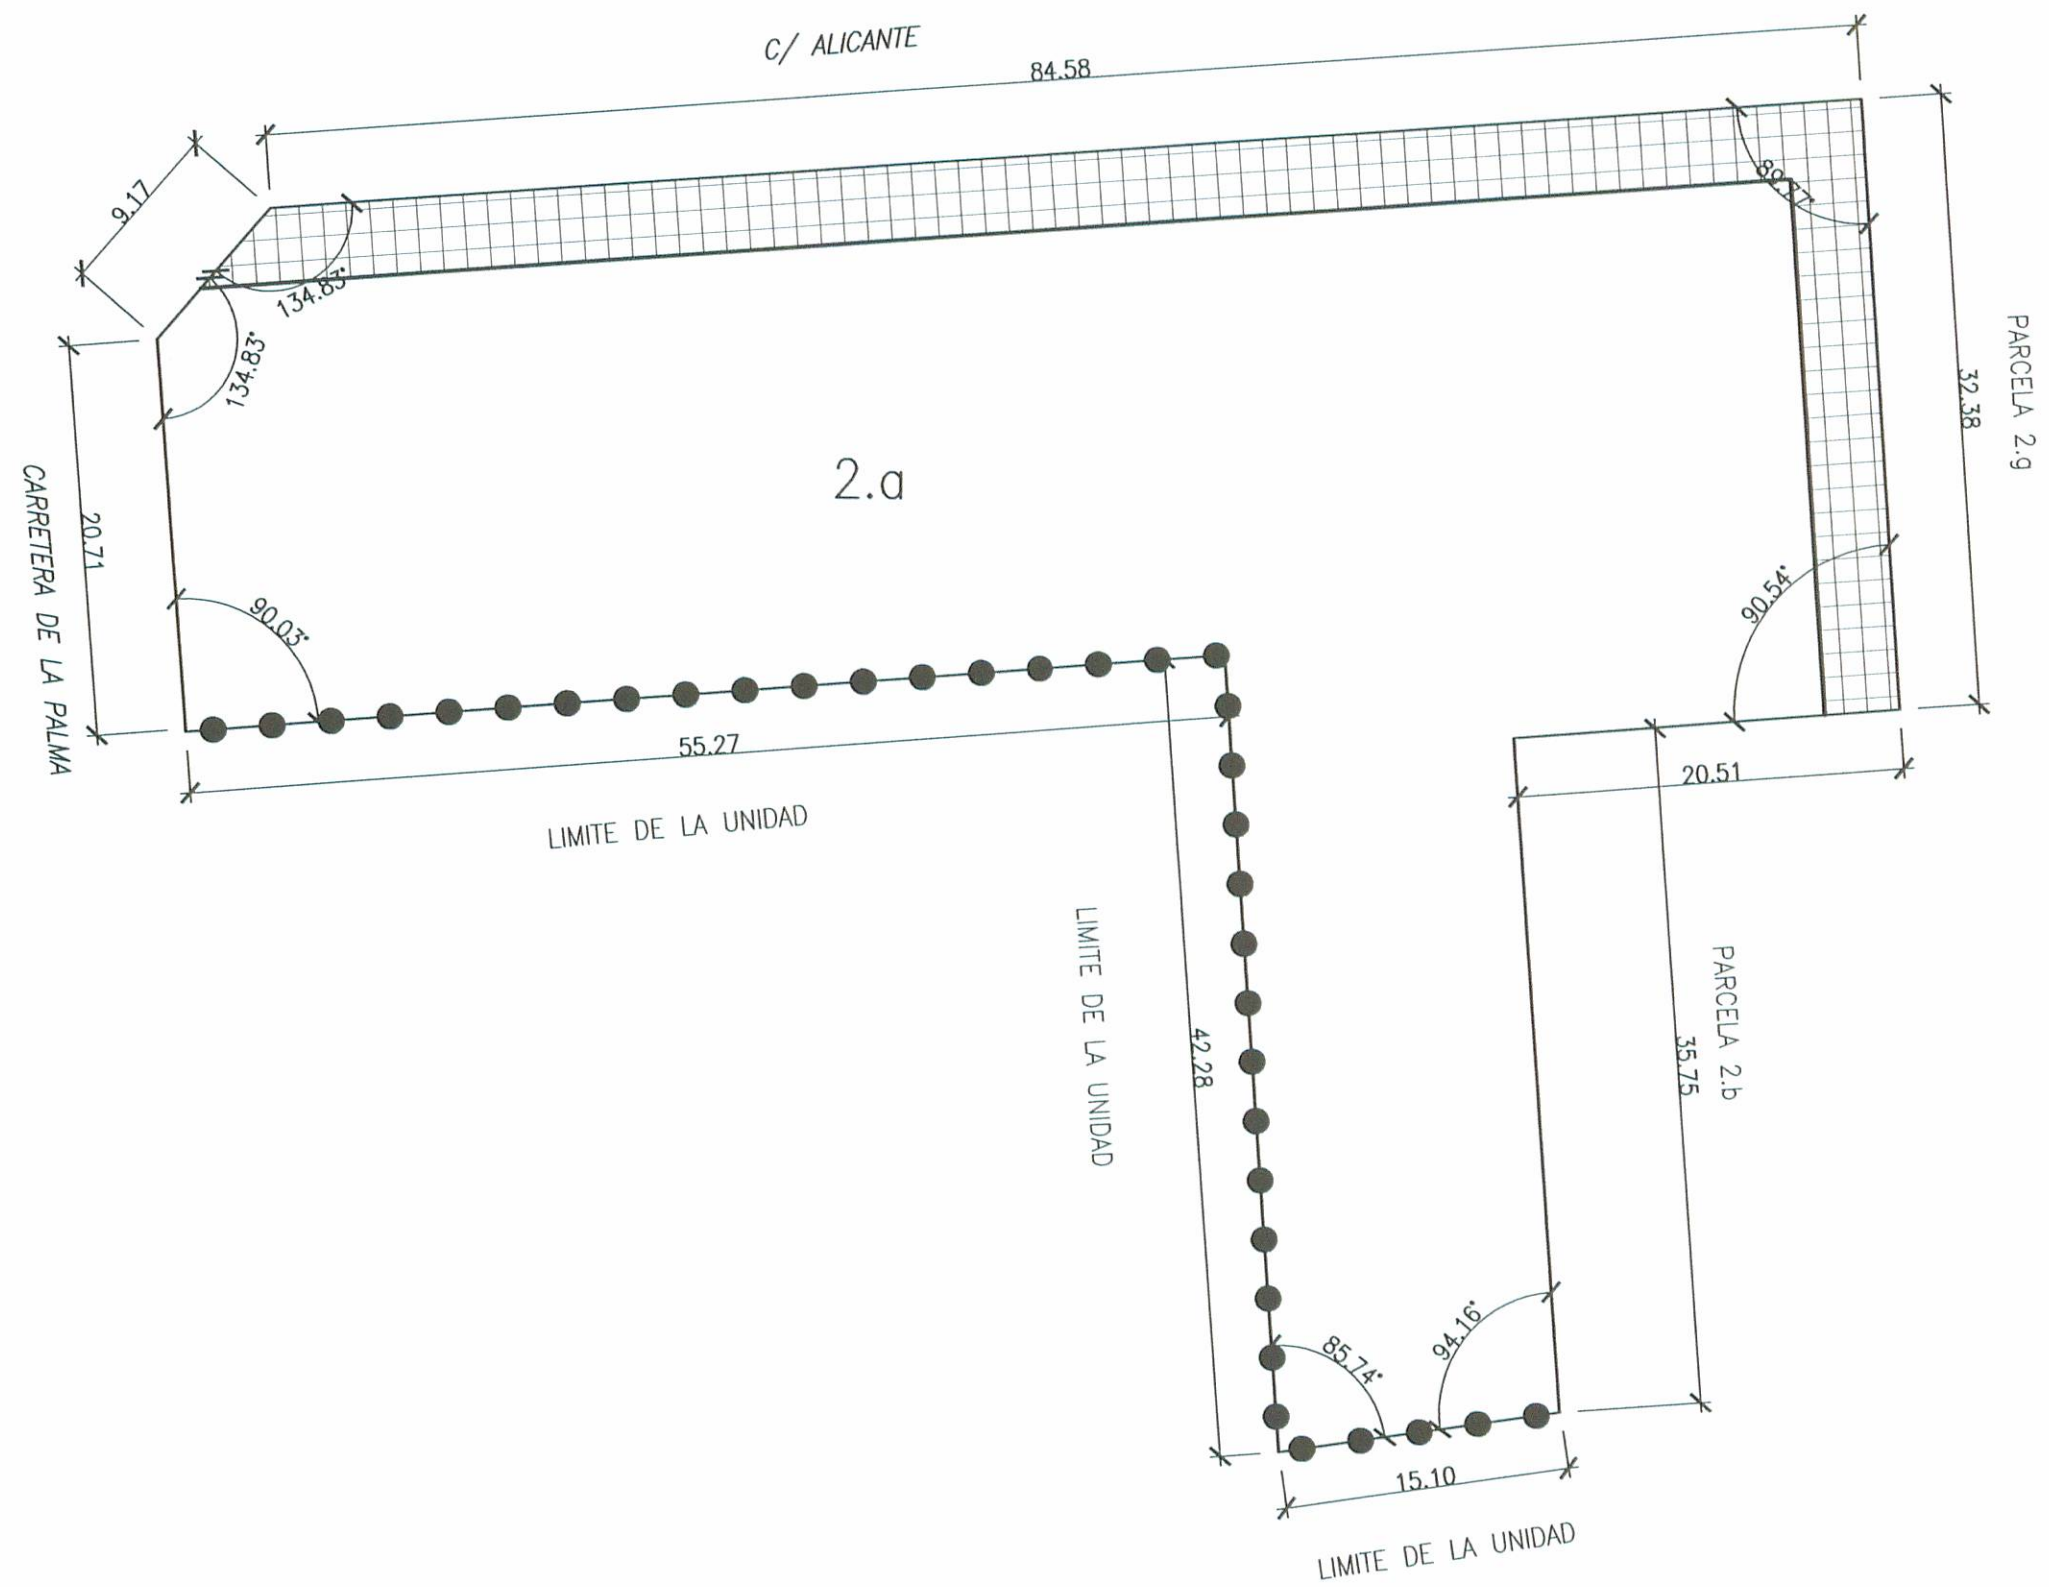 C/ ALICANTE
84.58
9.17
89.77°
134.83°
134.83°
PARCELA 2.g
32.38
2.a
CARRETERA DE LA PALMA
20.71
90.03°
90.54°
55.27
20.51
LIMITE DE LA UNIDAD
LIMITE DE LA UNIDAD
42.28
35.75
PARCELA 2.b
85.74°
94.16°
15.10
LIMITE DE LA UNIDAD